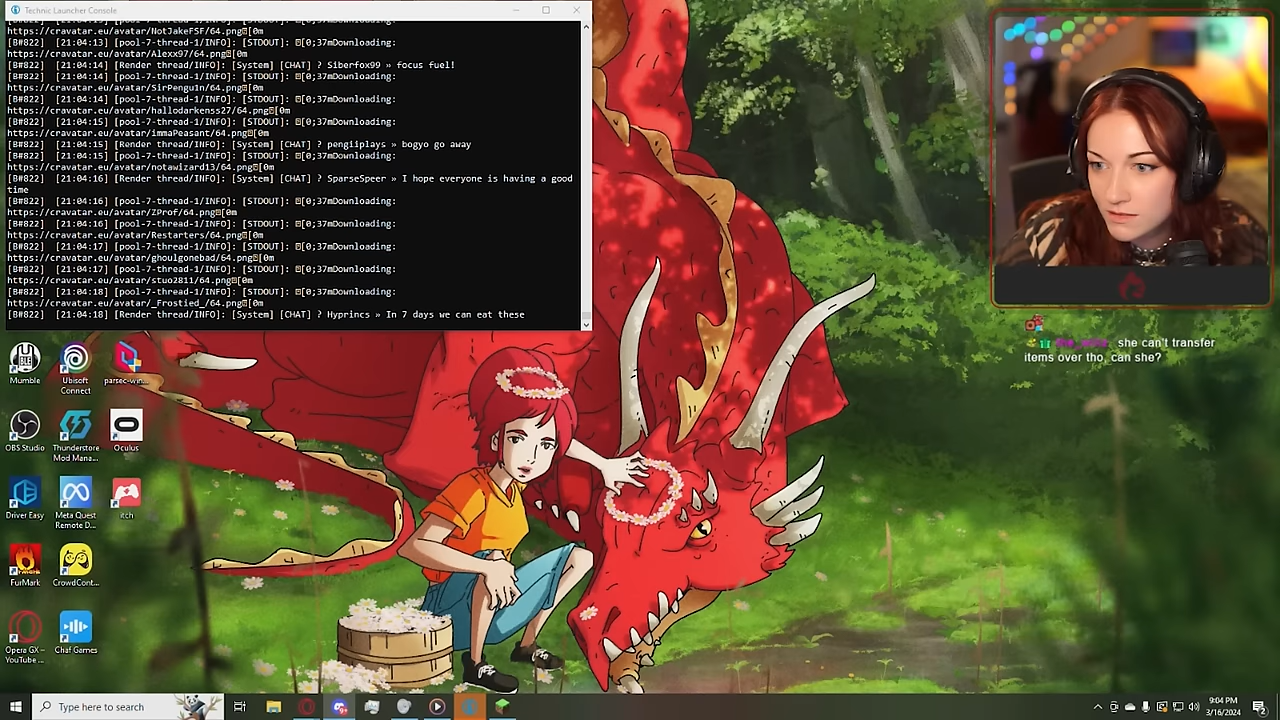 Technic Launcher Console
https://cravatar.eu/avatar/NotJakeFSF/64.png[0m
[B#822] [21:04:13] [pool-7-thread-1/INFO]: [STDOUT]: [0;37mDownloading:
https://cravatar.eu/avatar/Alexx97/64.png[0m
[B#822] [21:04:14] [Render thread/INFO]: [System] [CHAT] ? S1berfox99 » focus fuel!
[B#822] [21:04:14] [pool-7-thread-1/INFO]: [STDOUT]: [0;37mDownloading:
https://cravatar.eu/avatar/SirPengu1n/64.png[0m
[B#822] [21:04:14] [pool-7-thread-1/INFO]: [STDOUT]: [0;37mDownloading:
https://cravatar.eu/avatar/hallodarkenss27/64.png[0m
[B#822] [21:04:15] [pool-7-thread-1/INFO]: [STDOUT]: [0;37mDownloading:
https://cravatar.eu/avatar/immaPeasant/64.png[0m
[B#822] [21:04:15] [Render thread/INFO]: [System] [CHAT] ? pengiiplays » bogyo go away
[B#822] [21:04:15] [pool-7-thread-1/INFO]: [STDOUT]: [0;37mDownloading:
https://cravatar.eu/avatar/notawizard13/64.png[0m
[B#822] [21:04:16] [Render thread/INFO]: [System] [CHAT] ? SparseSpeer » I hope everyone is having a good
time
[B#822] [21:04:16] [pool-7-thread-1/INFO]: [STDOUT]: [0;37mDownloading:
https://cravatar.eu/avatar/ZProf/64.png[0m
[B#822] [21:04:16] [pool-7-thread-1/INFO]: [STDOUT]: [0;37mDownloading:
https://cravatar.eu/avatar/Restarters/64.png[0m
[B#822] [21:04:17] [pool-7-thread-1/INFO]: [STDOUT]: [0;37mDownloading:
https://cravatar.eu/avatar/ghoulgonebad/64.png[0m
[B#822] [21:04:17] [pool-7-thread-1/INFO]: [STDOUT]: [0;37mDownloading:
https://cravatar.eu/avatar/stuo2811/64.png[0m
[B#822] [21:04:18] [pool-7-thread-1/INFO]: [STDOUT]: [0;37mDownloading:
https://cravatar.eu/avatar/_Frostied_/64.png[0m
[B#822] [21:04:18] [Render thread/INFO]: [System] [CHAT] ? Hyprincs » In 7 days we can eat these
she can't transfer
items over tho, can she?
Mumble
Ubisoft
Connect
parsec-win...
OBS Studio
Thunderstore
Mod Mana...
Oculus
Driver Easy
Meta Quest
Remote D...
itch
FurMark
CrowdCont...
Opera GX –
YouTube ...
Chaf Games
Type here to search
9:04 PM
3/16/2024
2